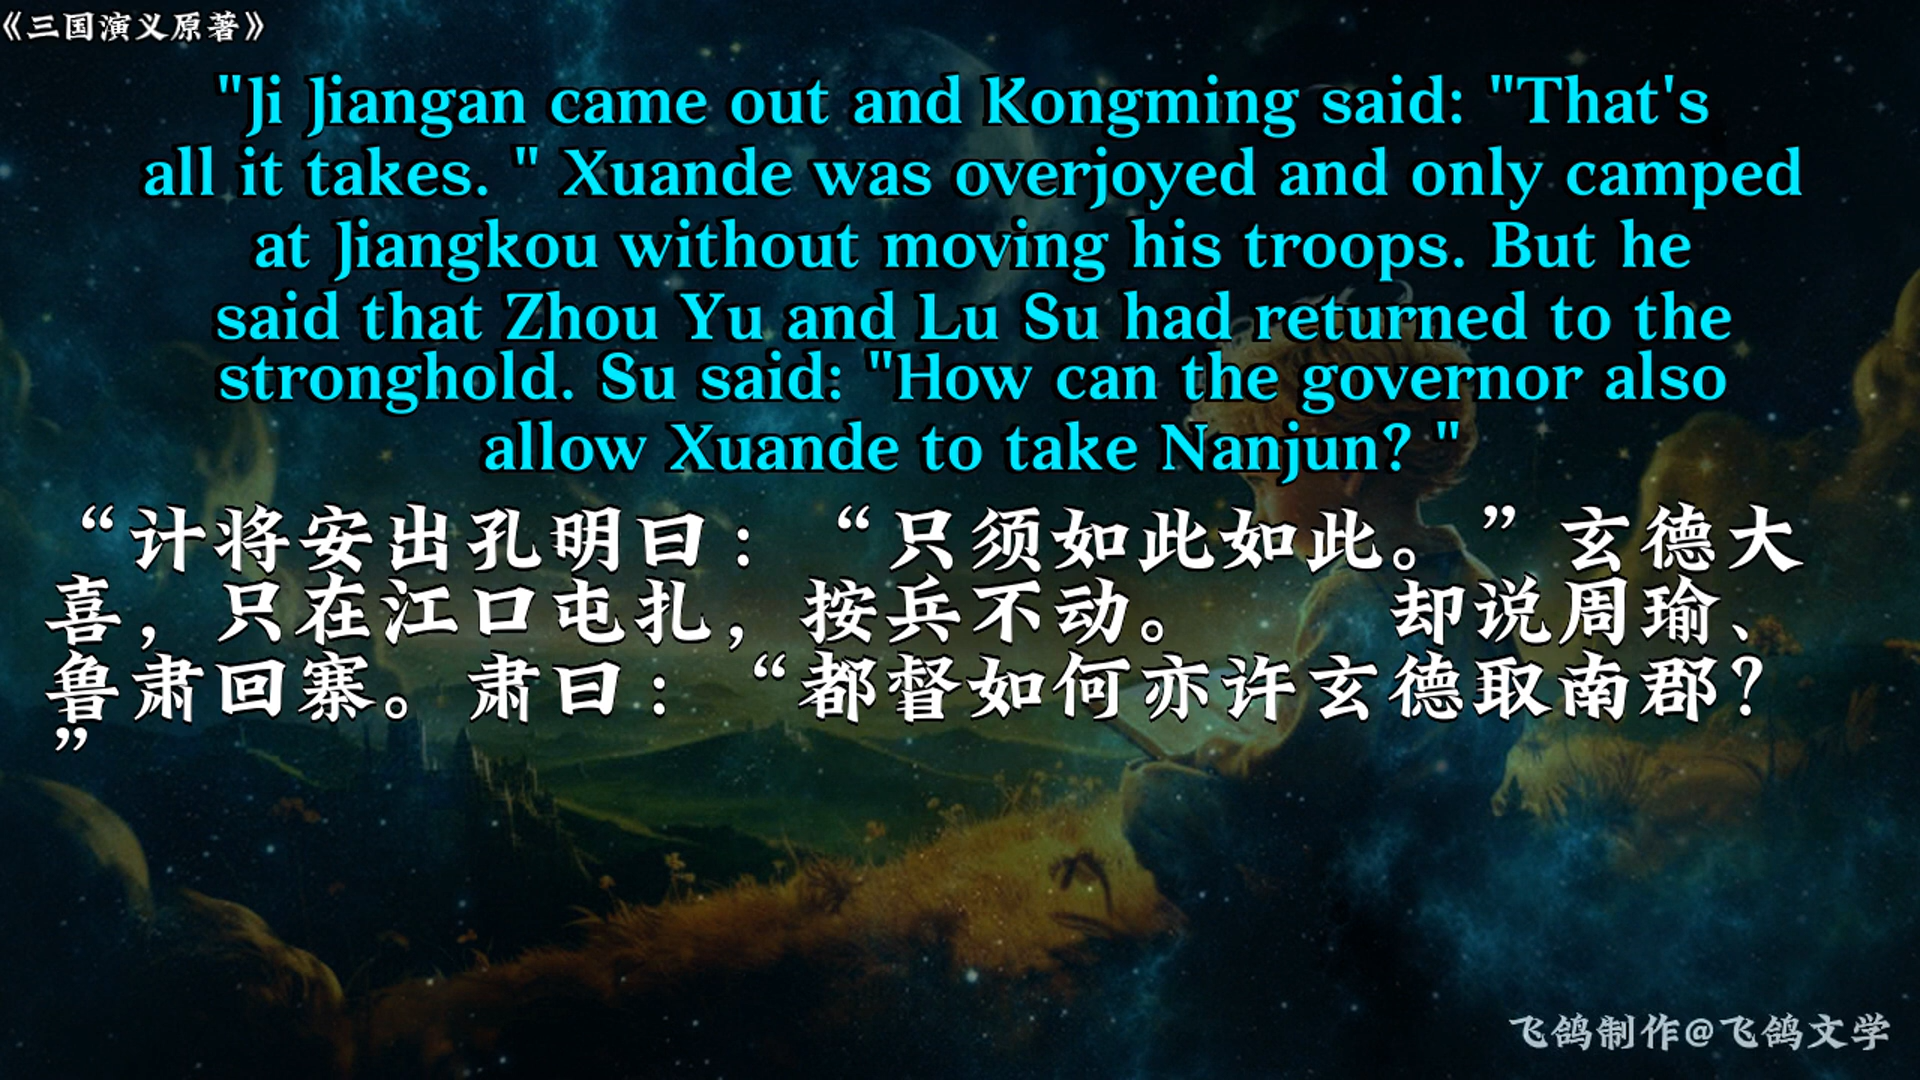 《三国演义原著》
"Ji Jiangan came out and Kongming said: "That's
all it takes. " Xuande was overjoyed and only camped
at Jiangkou without moving his troops. But he
said that Zhou Yu and Lu Su had returned to the
stronghold. Su said: "How can the governor also
allow Xuande to take Nanjun? "
“计将安出孔明曰：“只须如此如此。”玄德大
喜，只在江口屯扎，按兵不动。　　却说周瑜、
鲁肃回寨。肃曰：“都督如何亦许玄德取南郡？
”
飞鸽制作@飞鸽文学